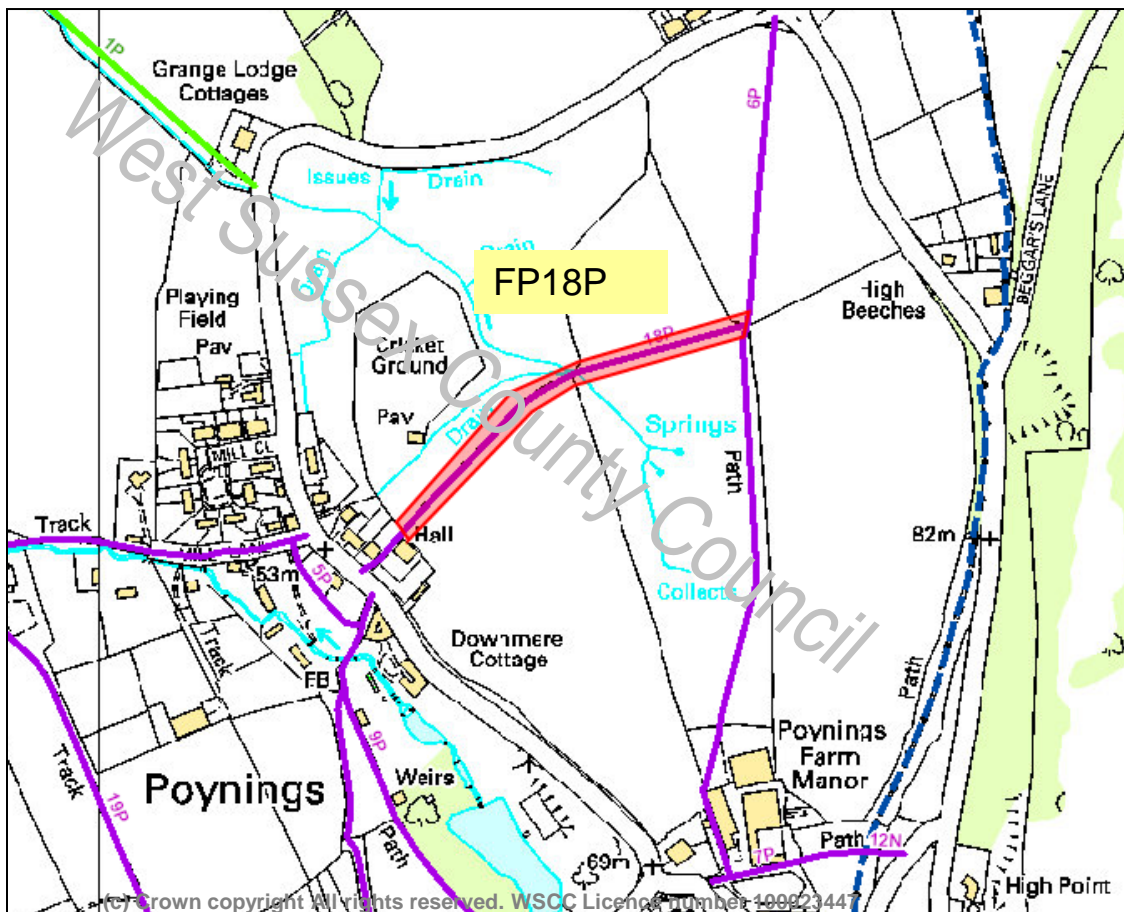 1P
Grange Lodge
Cottages
6P
Issues
Drain
Drain
Drain
FP18P
BEGGAR'S LANE
Playing
Field
Pav
High
Beeches
18P
Cricket
Ground
Pav
Drain
Springs
MILL CL
Path
Track
Hall
82m
53m
5P
Collects
Track
Downmere
Cottage
FB
Path
Track
9P
Poynings
Farm
Manor
Weirs
Poynings
19P
Path
Path
12N
7P
69m
High Point
West Sussex County Council
(c) Crown copyright All rights reserved. WSCC Licence number 100023447